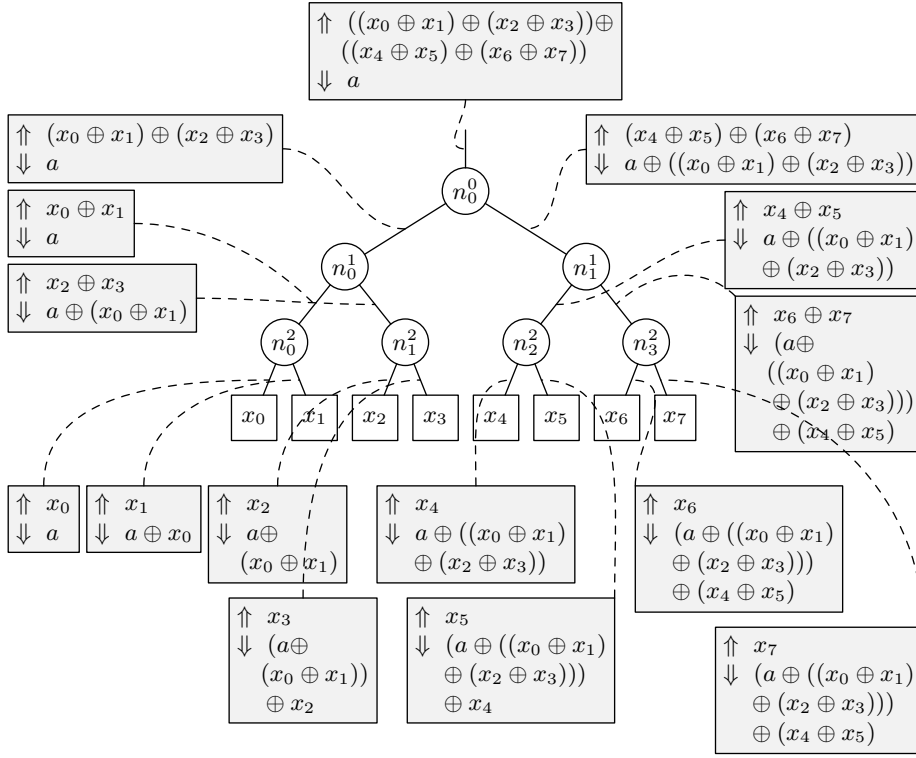 ⇑ ((x₀ ⊕ x₁) ⊕ (x₂ ⊕ x₃))⊕
((x₄ ⊕ x₅) ⊕ (x₆ ⊕ x₇))
⇓ a
⇑ (x₀ ⊕ x₁) ⊕ (x₂ ⊕ x₃)
⇓ a
⇑ (x₄ ⊕ x₅) ⊕ (x₆ ⊕ x₇)
⇓ a ⊕ ((x₀ ⊕ x₁) ⊕ (x₂ ⊕ x₃))
n₀⁰
⇑ x₀ ⊕ x₁
⇓ a
⇑ x₄ ⊕ x₅
⇓ a ⊕ ((x₀ ⊕ x₁)
⊕ (x₂ ⊕ x₃))
n₀¹
n₁¹
⇑ x₂ ⊕ x₃
⇓ a ⊕ (x₀ ⊕ x₁)
⇑ x₆ ⊕ x₇
⇓ (a⊕
((x₀ ⊕ x₁)
⊕ (x₂ ⊕ x₃)))
⊕ (x₄ ⊕ x₅)
n₀²
n₁²
n₂²
n₃²
x₀
x₁
x₂
x₃
x₄
x₅
x₆
x₇
⇑ x₀
⇓ a
⇑ x₁
⇓ a ⊕ x₀
⇑ x₂
⇓ a⊕
(x₀ ⊕ x₁)
⇑ x₄
⇓ a ⊕ ((x₀ ⊕ x₁)
⊕ (x₂ ⊕ x₃))
⇑ x₆
⇓ (a ⊕ ((x₀ ⊕ x₁)
⊕ (x₂ ⊕ x₃)))
⊕ (x₄ ⊕ x₅)
⇑ x₃
⇓ (a⊕
(x₀ ⊕ x₁))
⊕ x₂
⇑ x₅
⇓ (a ⊕ ((x₀ ⊕ x₁)
⊕ (x₂ ⊕ x₃)))
⊕ x₄
⇑ x₇
⇓ (a ⊕ ((x₀ ⊕ x₁)
⊕ (x₂ ⊕ x₃)))
⊕ (x₄ ⊕ x₅)